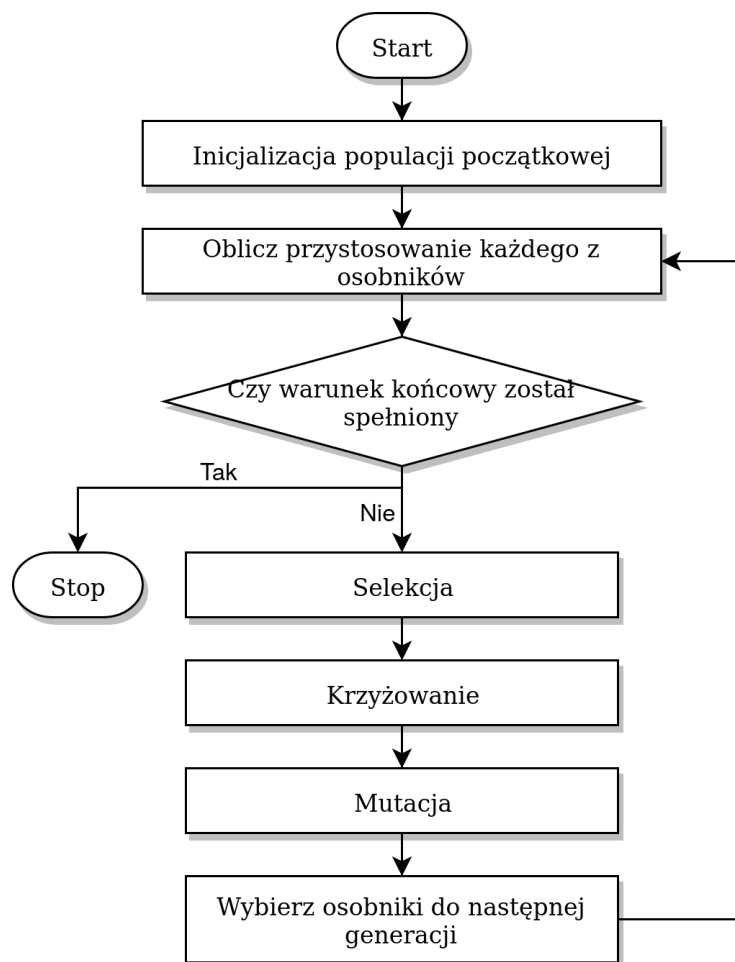 Start
Inicjalizacja populacji początkowej
Oblicz przystosowanie każdego z
osobników
Czy warunek końcowy został
spełniony
Tak
Nie
Stop
Selekcja
Krzyżowanie
Mutacja
Wybierz osobniki do następnej
generacji